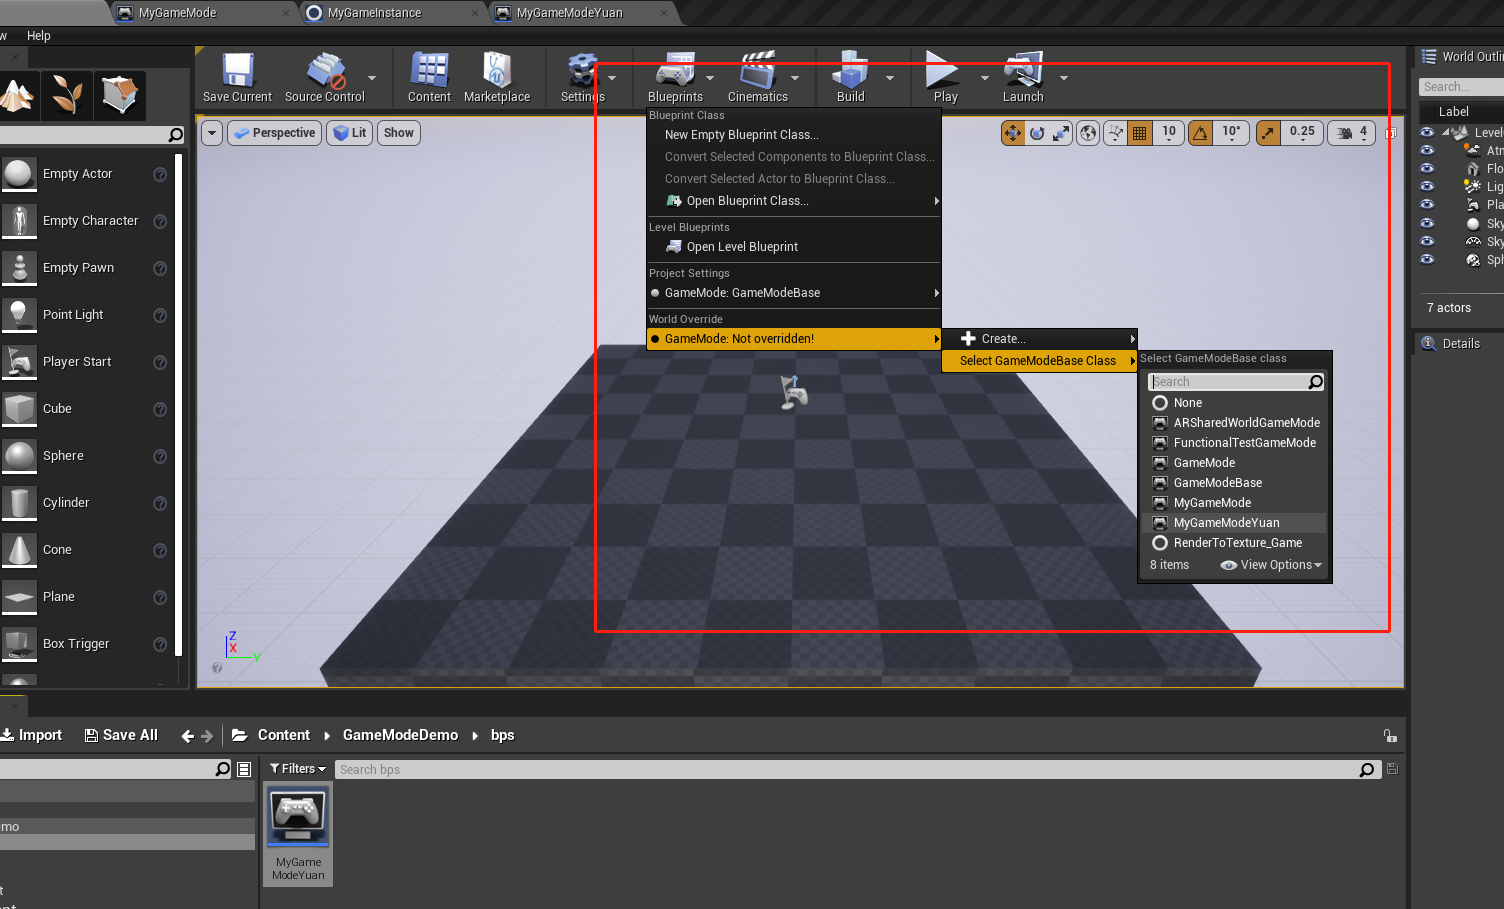 MyGameMode
MyGameInstance
MyGameModeYuan
Help
Save Current
Source Control
Content
Marketplace
Settings
Blueprints
Cinematics
Build
Play
Launch
World Outli
Search...
Label
Perspective
Lit
Show
10
10°
0.25
4
Empty Actor
Empty Character
Empty Pawn
Point Light
Player Start
Cube
Sphere
Cylinder
Cone
Plane
Box Trigger
Blueprint Class
New Empty Blueprint Class...
Convert Selected Components to Blueprint Class...
Convert Selected Actor to Blueprint Class...
Open Blueprint Class...
Level Blueprints
Open Level Blueprint
Project Settings
GameMode: GameModeBase
World Override
GameMode: Not overridden!
Create...
Select GameModeBase Class
Select GameModeBase class
Search
None
ARSharedWorldGameMode
FunctionalTestGameMode
GameMode
GameModeBase
MyGameMode
MyGameModeYuan
RenderToTexture_Game
8 items
View Options
Z
X
Y
Level
Atn
Flo
Lig
Pla
Sky
Sky
Sph
7 actors
Details
Import
Save All
Content
GameModeDemo
bps
Filters
Search bps
emo
MyGame
ModeYuan